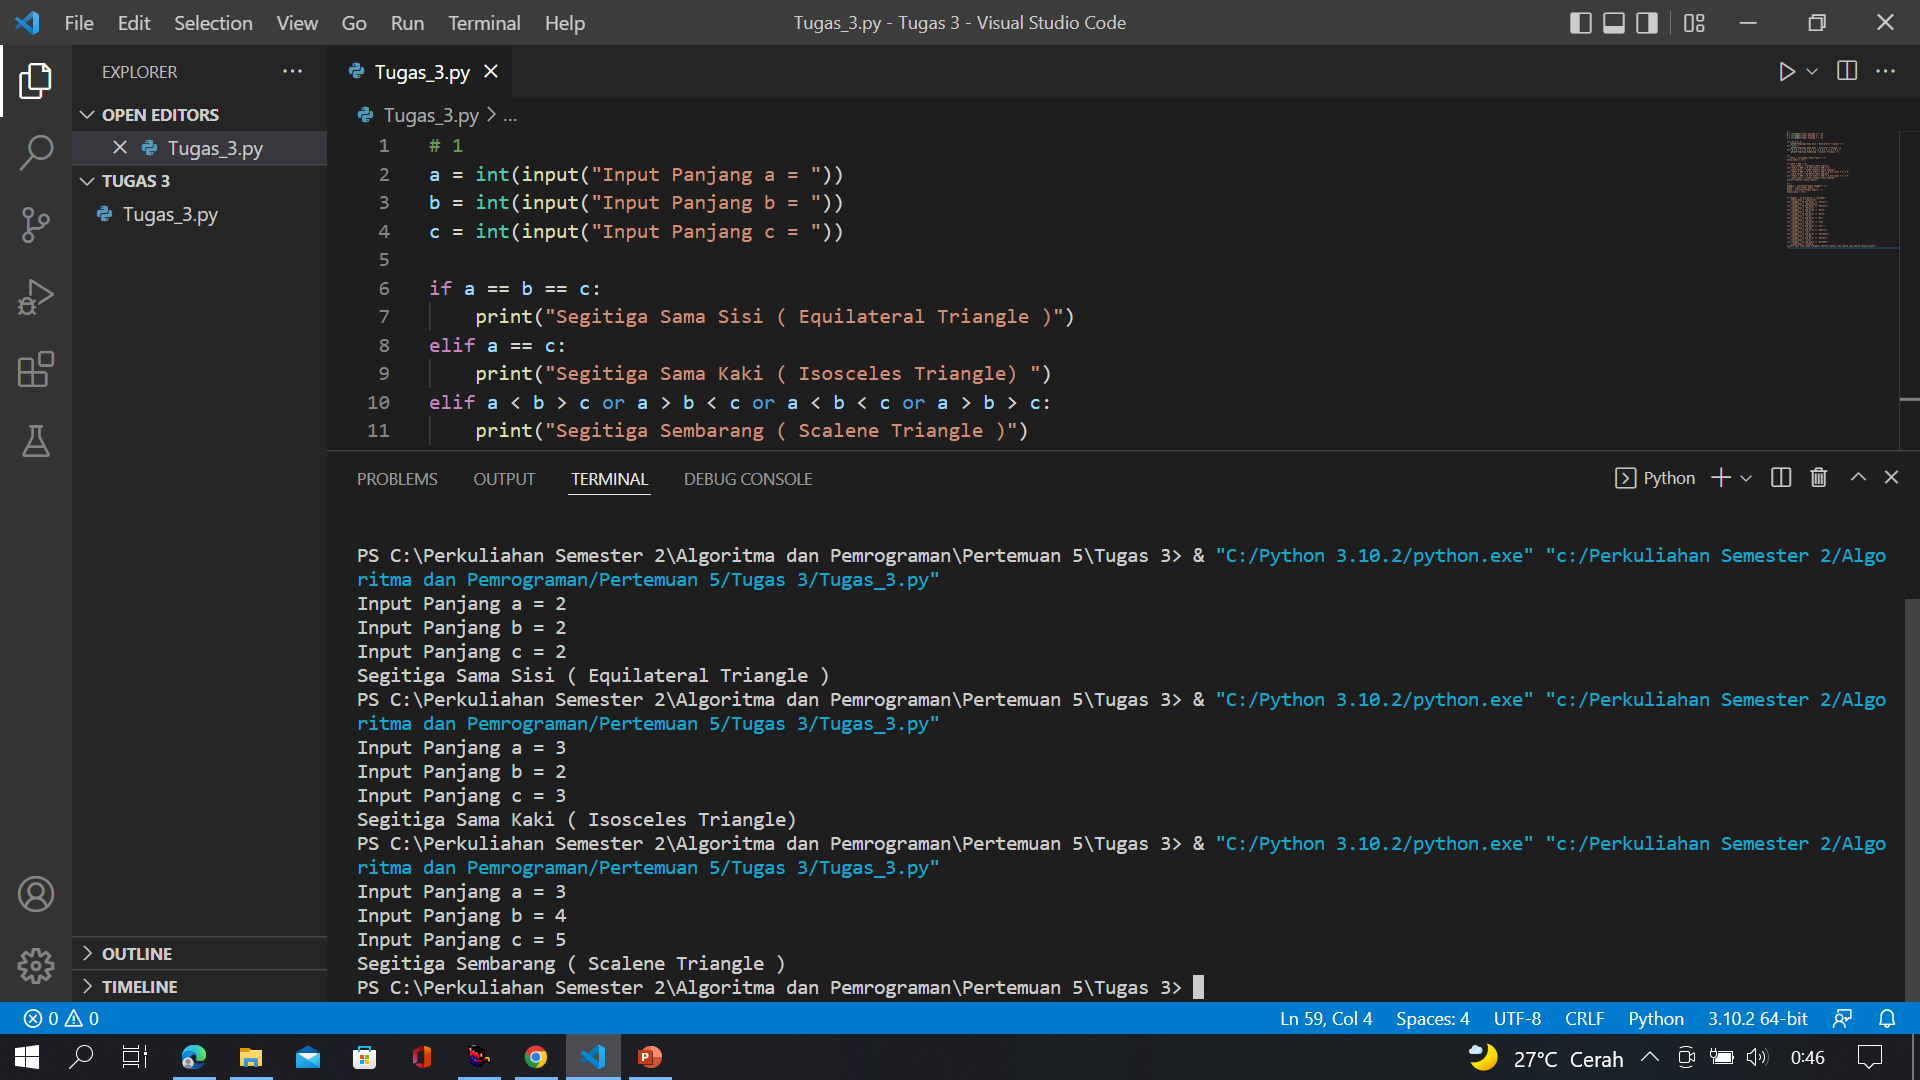 File Edit Selection View Go Run Terminal Help
Tugas_3.py - Tugas 3 - Visual Studio Code
EXPLORER
OPEN EDITORS
Tugas_3.py
TUGAS 3
Tugas_3.py
OUTLINE
TIMELINE
Tugas_3.py
Tugas_3.py > ...
1 # 1
2 a = int(input("Input Panjang a = "))
3 b = int(input("Input Panjang b = "))
4 c = int(input("Input Panjang c = "))
5
6 if a == b == c:
7     print("Segitiga Sama Sisi ( Equilateral Triangle )")
8 elif a == c:
9     print("Segitiga Sama Kaki ( Isosceles Triangle) ")
10 elif a < b > c or a > b < c or a < b < c or a > b > c:
11     print("Segitiga Sembarang ( Scalene Triangle )")
PROBLEMS OUTPUT TERMINAL DEBUG CONSOLE
Python
PS C:\Perkuliahan Semester 2\Algoritma dan Pemrograman\Pertemuan 5\Tugas 3> & "C:/Python 3.10.2/python.exe" "c:/Perkuliahan Semester 2/Algo
ritma dan Pemrograman/Pertemuan 5/Tugas 3/Tugas_3.py"
Input Panjang a = 2
Input Panjang b = 2
Input Panjang c = 2
Segitiga Sama Sisi ( Equilateral Triangle )
PS C:\Perkuliahan Semester 2\Algoritma dan Pemrograman\Pertemuan 5\Tugas 3> & "C:/Python 3.10.2/python.exe" "c:/Perkuliahan Semester 2/Algo
ritma dan Pemrograman/Pertemuan 5/Tugas 3/Tugas_3.py"
Input Panjang a = 3
Input Panjang b = 2
Input Panjang c = 3
Segitiga Sama Kaki ( Isosceles Triangle)
PS C:\Perkuliahan Semester 2\Algoritma dan Pemrograman\Pertemuan 5\Tugas 3> & "C:/Python 3.10.2/python.exe" "c:/Perkuliahan Semester 2/Algo
ritma dan Pemrograman/Pertemuan 5/Tugas 3/Tugas_3.py"
Input Panjang a = 3
Input Panjang b = 4
Input Panjang c = 5
Segitiga Sembarang ( Scalene Triangle )
PS C:\Perkuliahan Semester 2\Algoritma dan Pemrograman\Pertemuan 5\Tugas 3>
0 0
Ln 59, Col 4 Spaces: 4 UTF-8 CRLF Python 3.10.2 64-bit
27°C Cerah
0:46